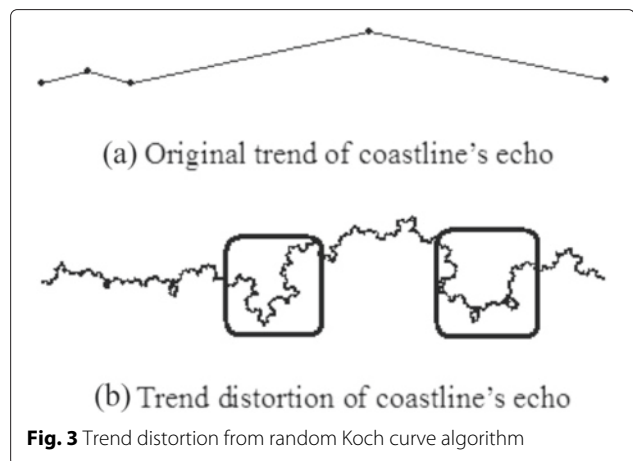 (a) Original trend of coastline's echo
(b) Trend distortion of coastline's echo
Fig. 3 Trend distortion from random Koch curve algorithm